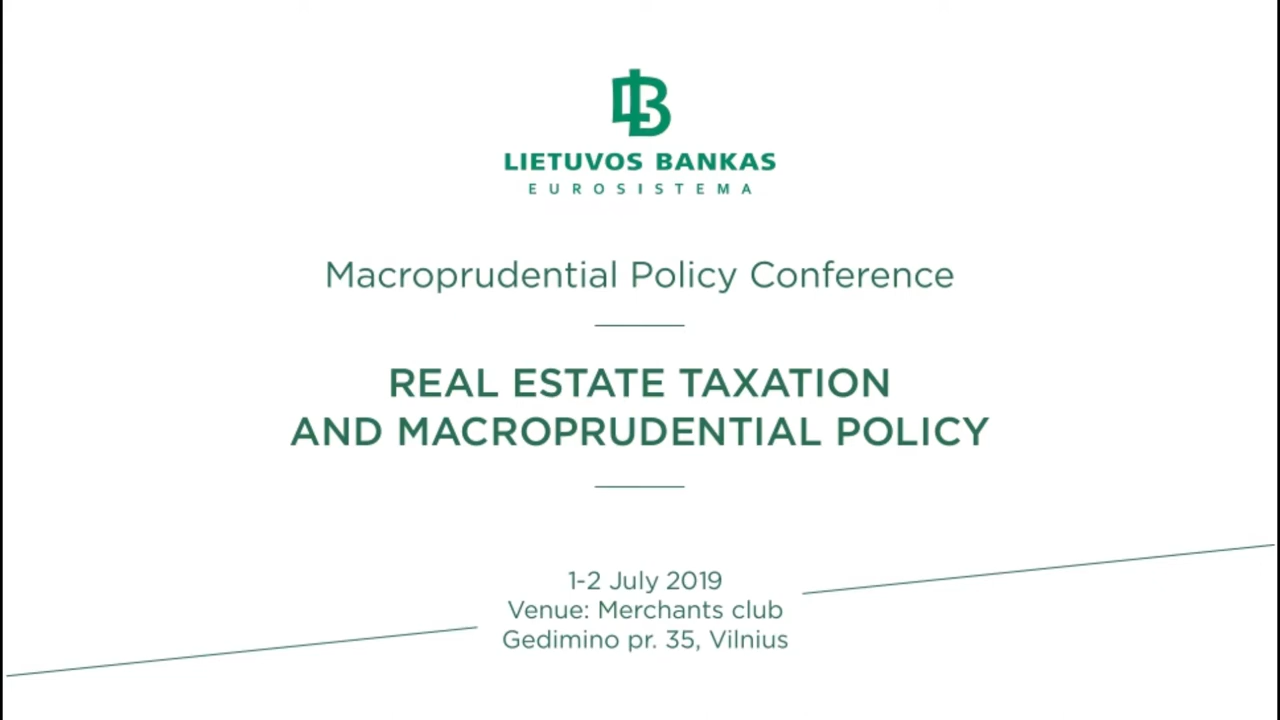 LIETUVOS BANKAS
EUROSISTEMA
Macroprudential Policy Conference
REAL ESTATE TAXATION
AND MACROPRUDENTIAL POLICY
1-2 July 2019
Venue: Merchants club
Gedimino pr. 35, Vilnius